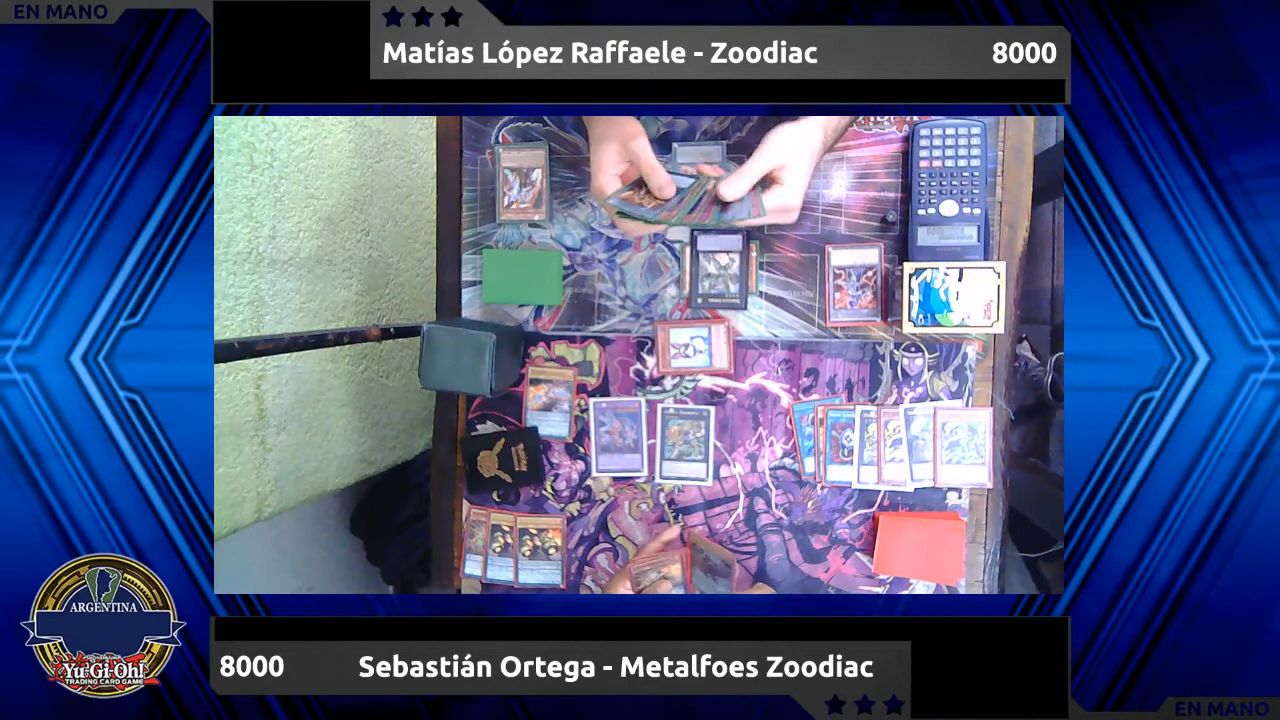 EN MANO
Matías López Raffaele - Zoodiac
8000
ARGENTINA
Yu-Gi-Oh!
TRADING CARD GAME
8000
Sebastián Ortega - Metalfoes Zoodiac
EN MANO